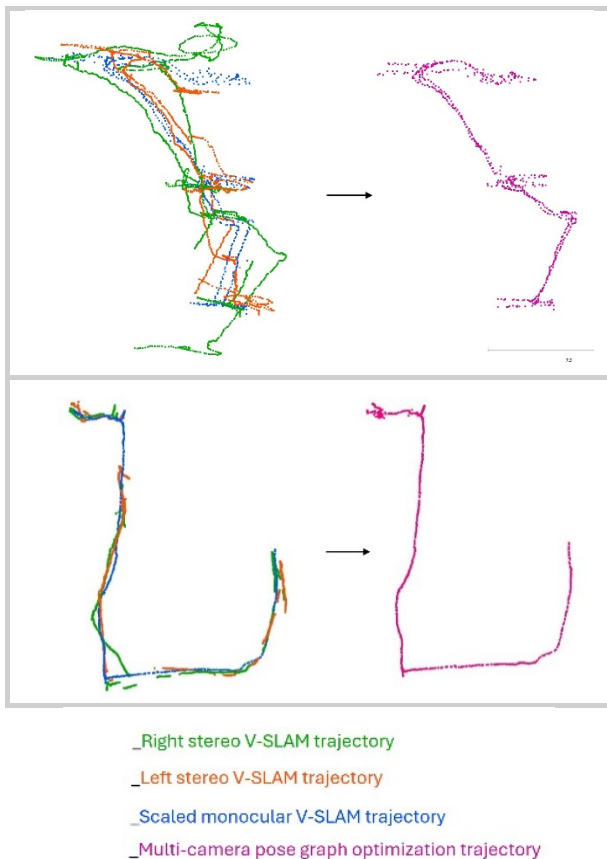 _Right stereo V-SLAM trajectory
_Left stereo V-SLAM trajectory
_Scaled monocular V-SLAM trajectory
_Multi-camera pose graph optimization trajectory